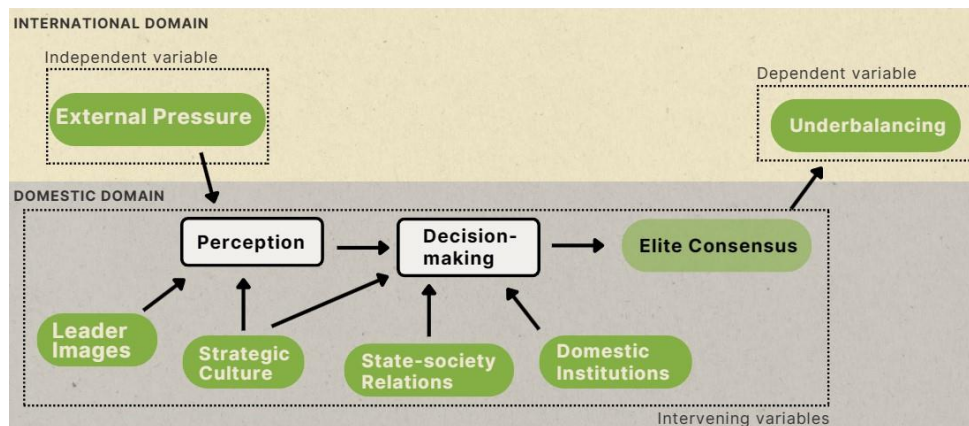 INTERNATIONAL DOMAIN
Independent variable
External Pressure
Dependent variable
Underbalancing
DOMESTIC DOMAIN
Perception
Decision-
making
Elite Consensus
Leader
Images
Strategic
Culture
State-society
Relations
Domestic
Institutions
Intervening variables